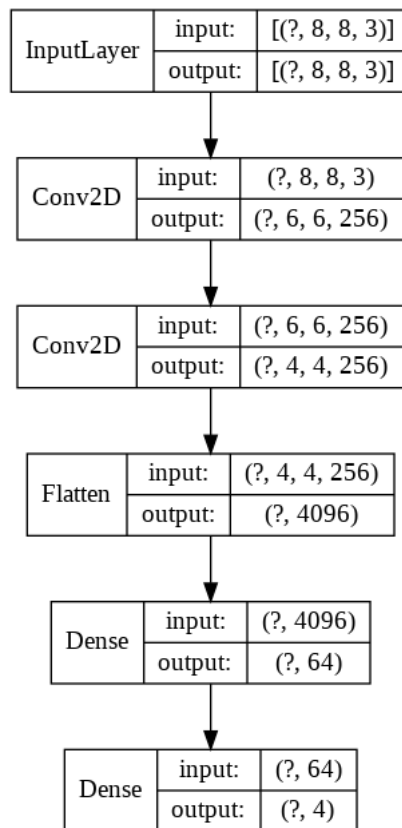 InputLayer
input: [(?, 8, 8, 3)]
output: [(?, 8, 8, 3)]
Conv2D
input: (?, 8, 8, 3)
output: (?, 6, 6, 256)
Conv2D
input: (?, 6, 6, 256)
output: (?, 4, 4, 256)
Flatten
input: (?, 4, 4, 256)
output: (?, 4096)
Dense
input: (?, 4096)
output: (?, 64)
Dense
input: (?, 64)
output: (?, 4)